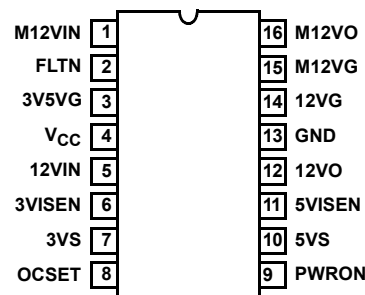 M12VIN 1 16 M12VO
FLTN 2 15 M12VG
3V5VG 3 14 12VG
VCC 4 13 GND
12VIN 5 12 12VO
3VISEN 6 11 5VISEN
3VS 7 10 5VS
OCSET 8 9 PWRON